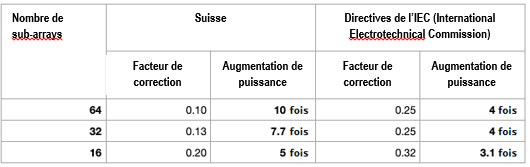 Nombre de sub-arrays
Suisse
Directives de l'IEC (International Electrotechnical Commission)
Facteur de correction
Augmentation de puissance
Facteur de correction
Augmentation de puissance
64 0.10 10 fois 0.25 4 fois
32 0.13 7.7 fois 0.25 4 fois
16 0.20 5 fois 0.32 3.1 fois